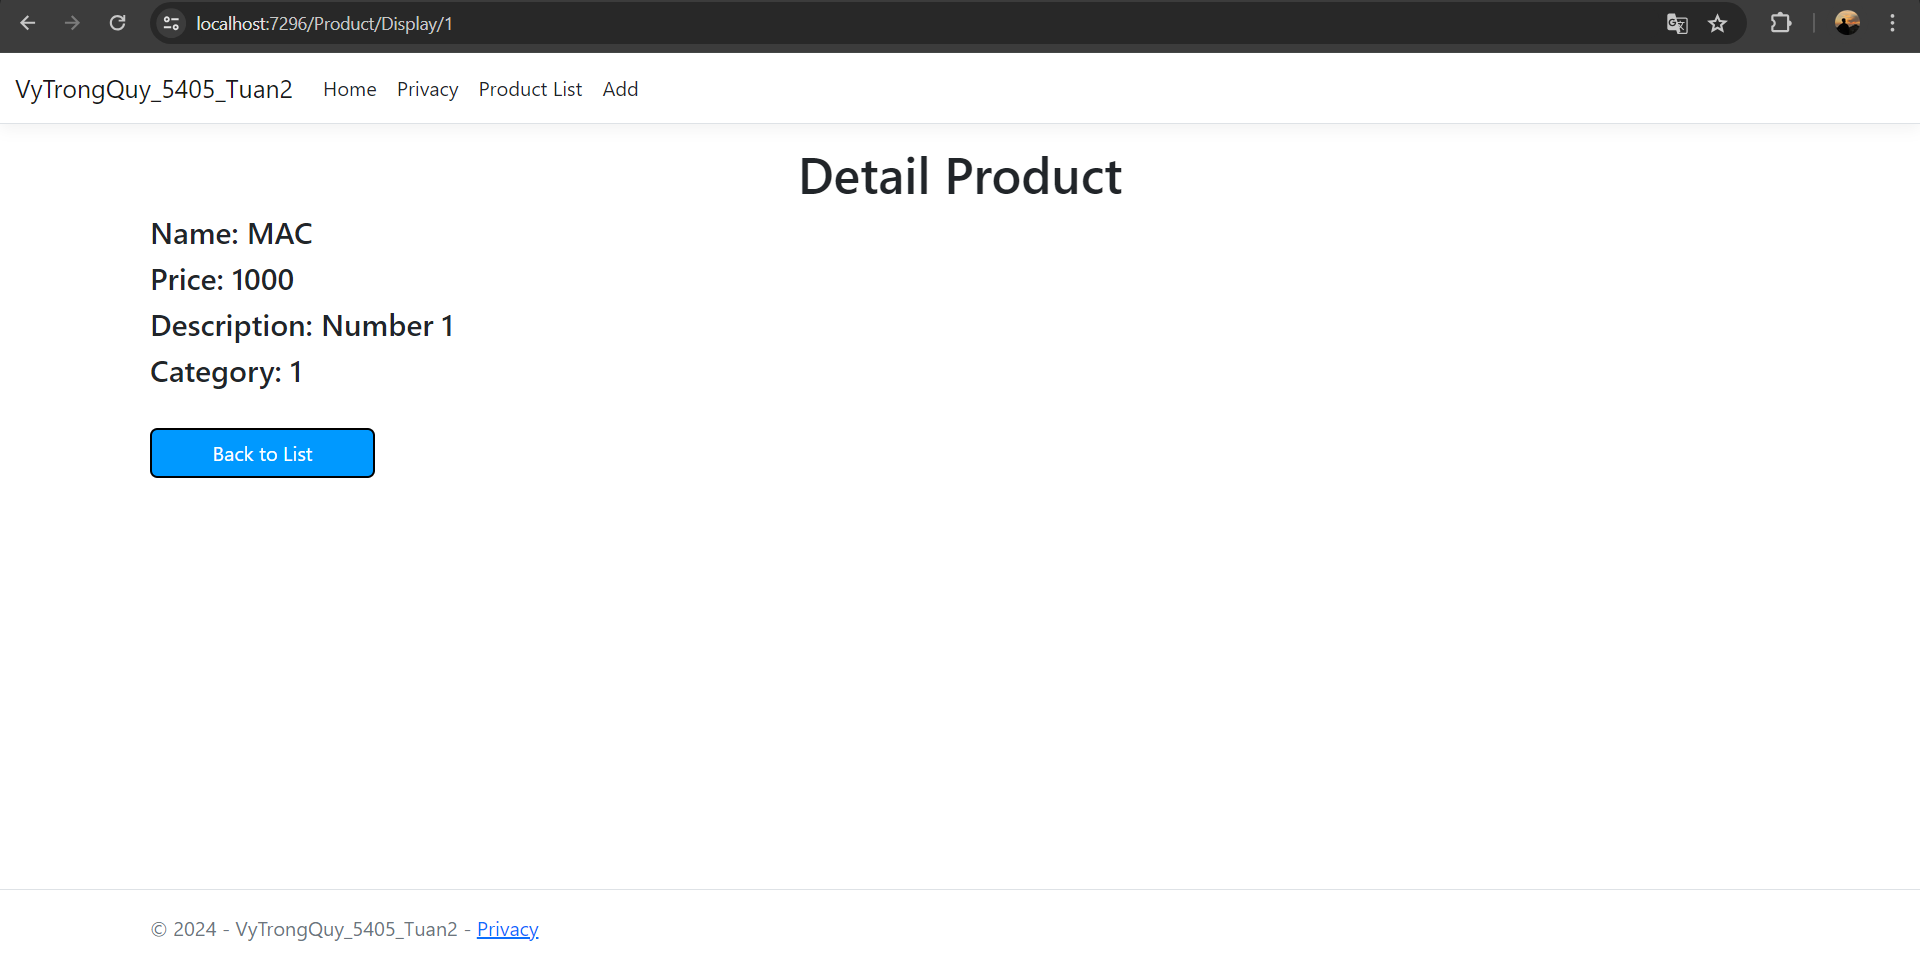 localhost:7296/Product/Display/1
VyTrongQuy_5405_Tuan2 Home Privacy Product List Add
Detail Product
Name: MAC
Price: 1000
Description: Number 1
Category: 1
Back to List
© 2024 - VyTrongQuy_5405_Tuan2 - Privacy